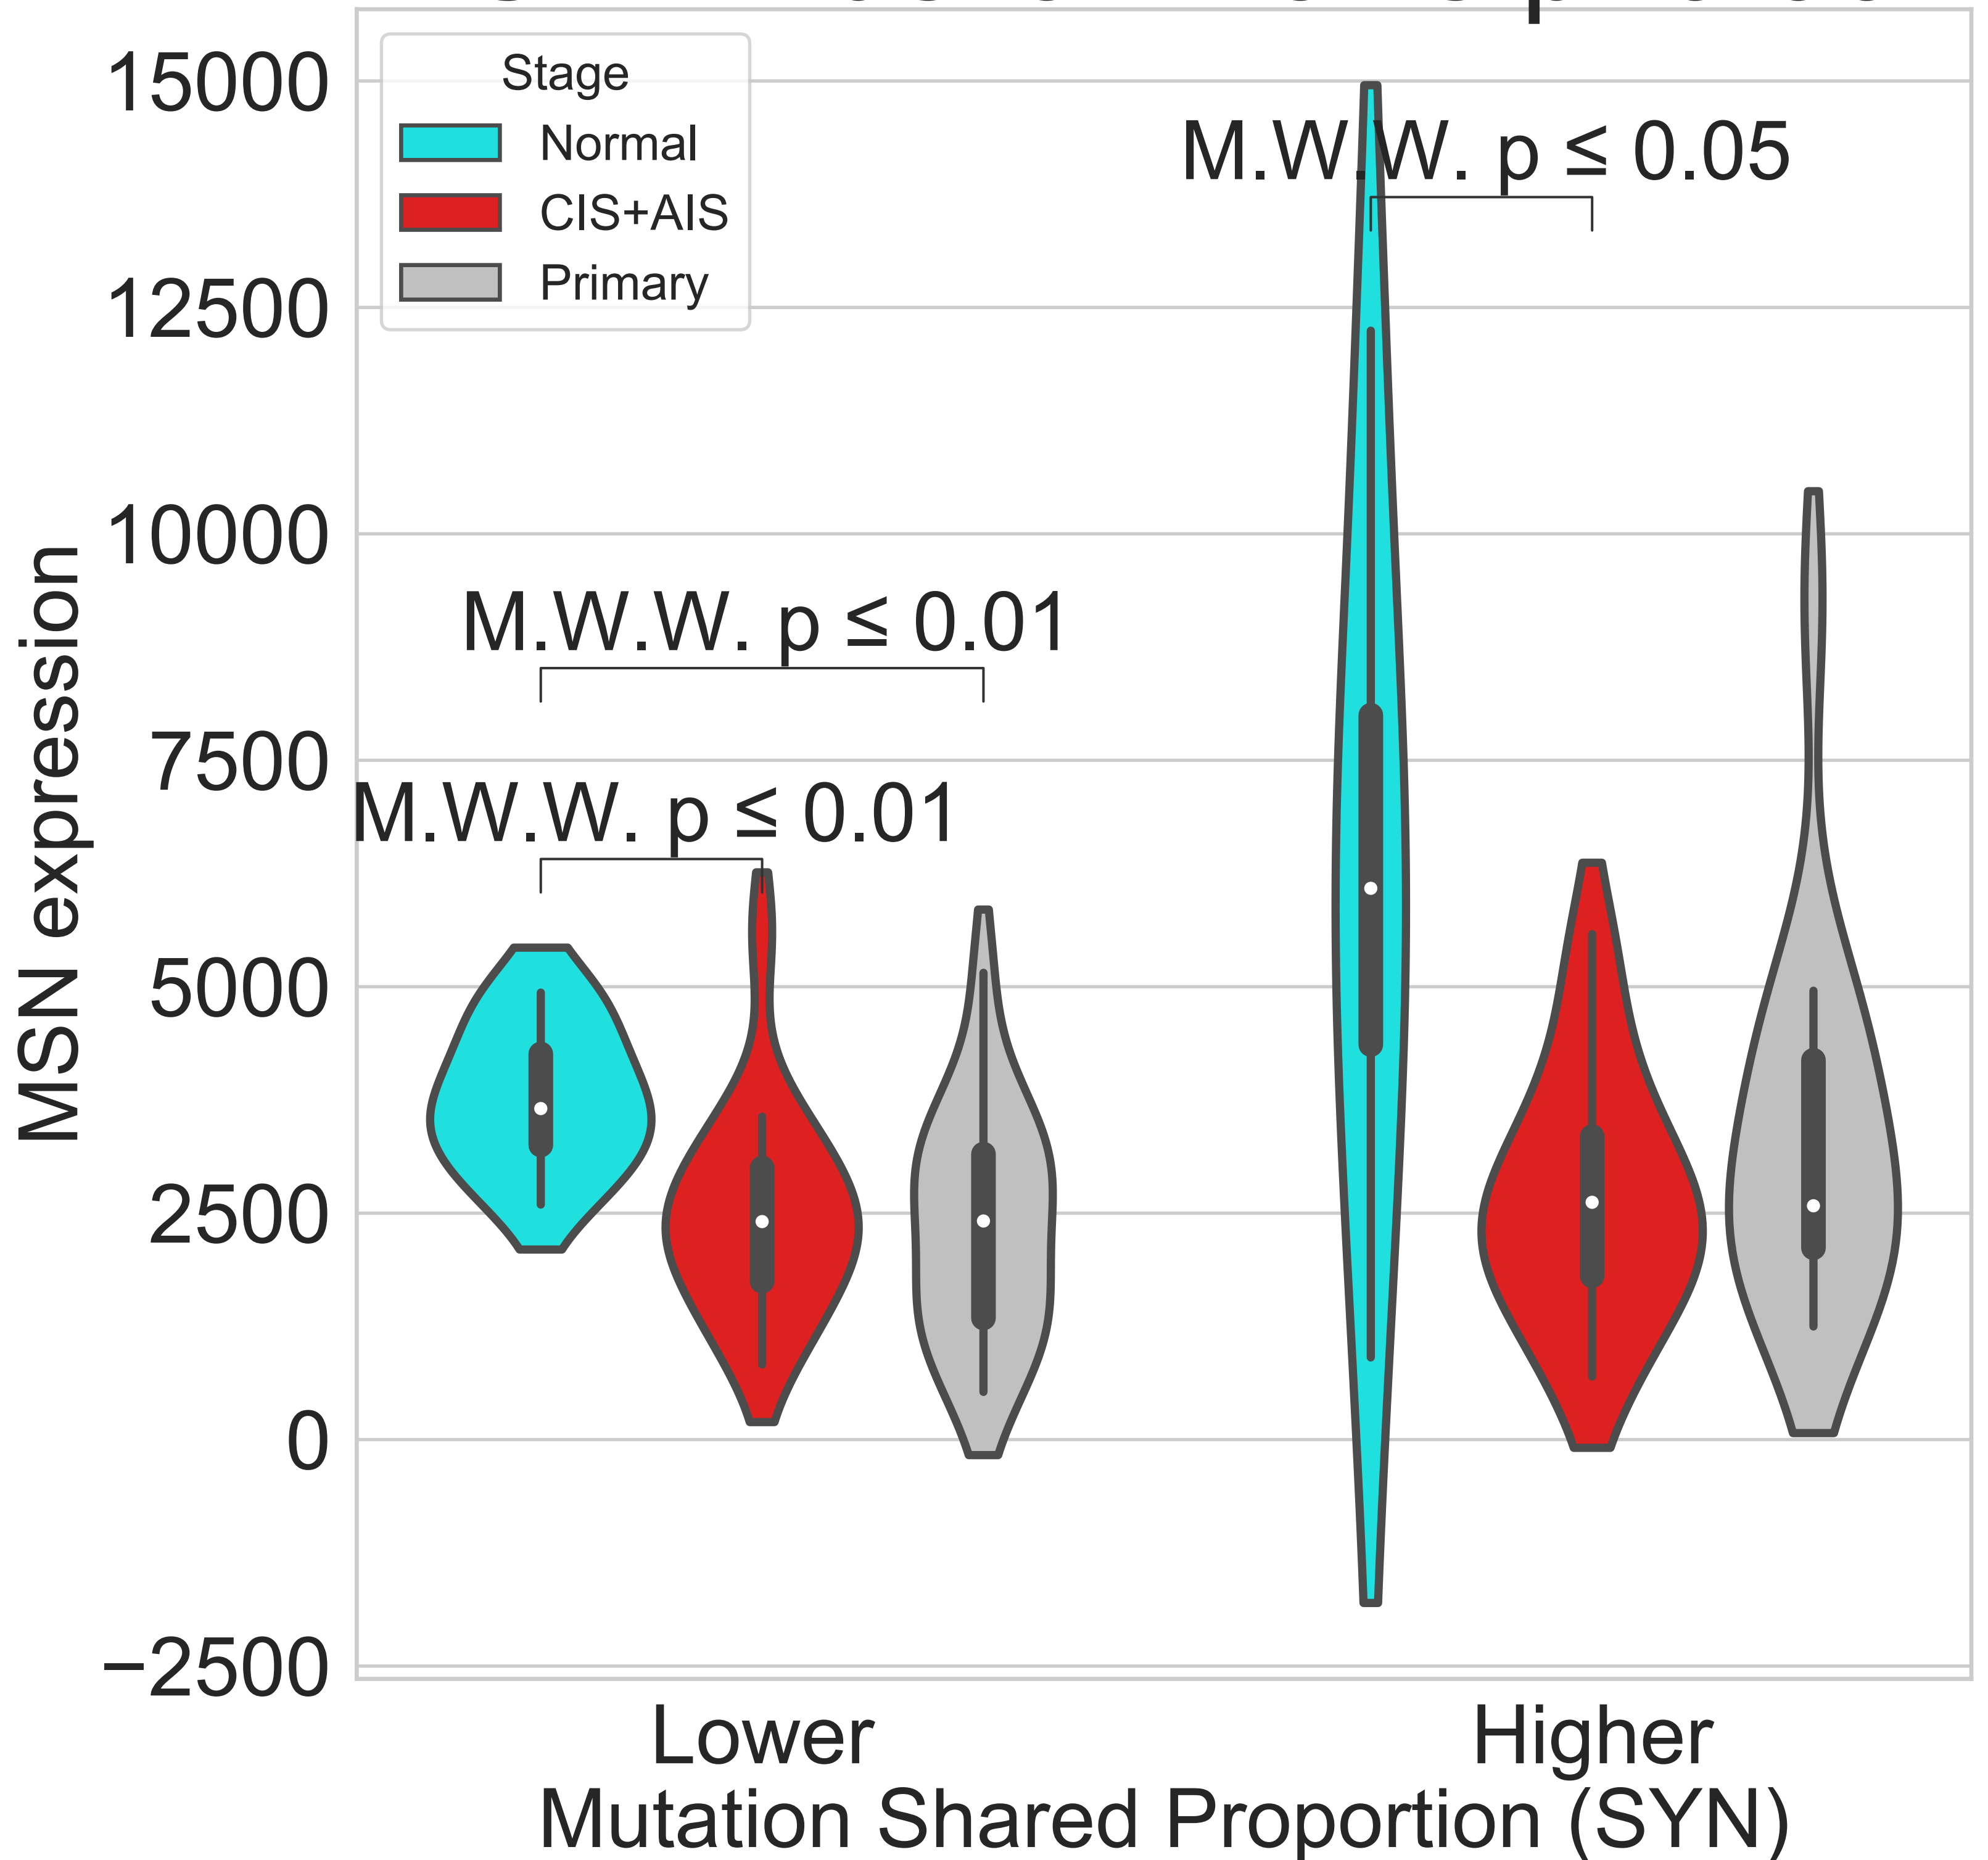 15000
12500
10000
7500
5000
2500
0
−2500
MSN expression
Stage
Normal
CIS+AIS
Primary
M.W.W. p ≤ 0.05
M.W.W. p ≤ 0.01
M.W.W. p ≤ 0.01
Lower
Higher
Mutation Shared Proportion (SYN)